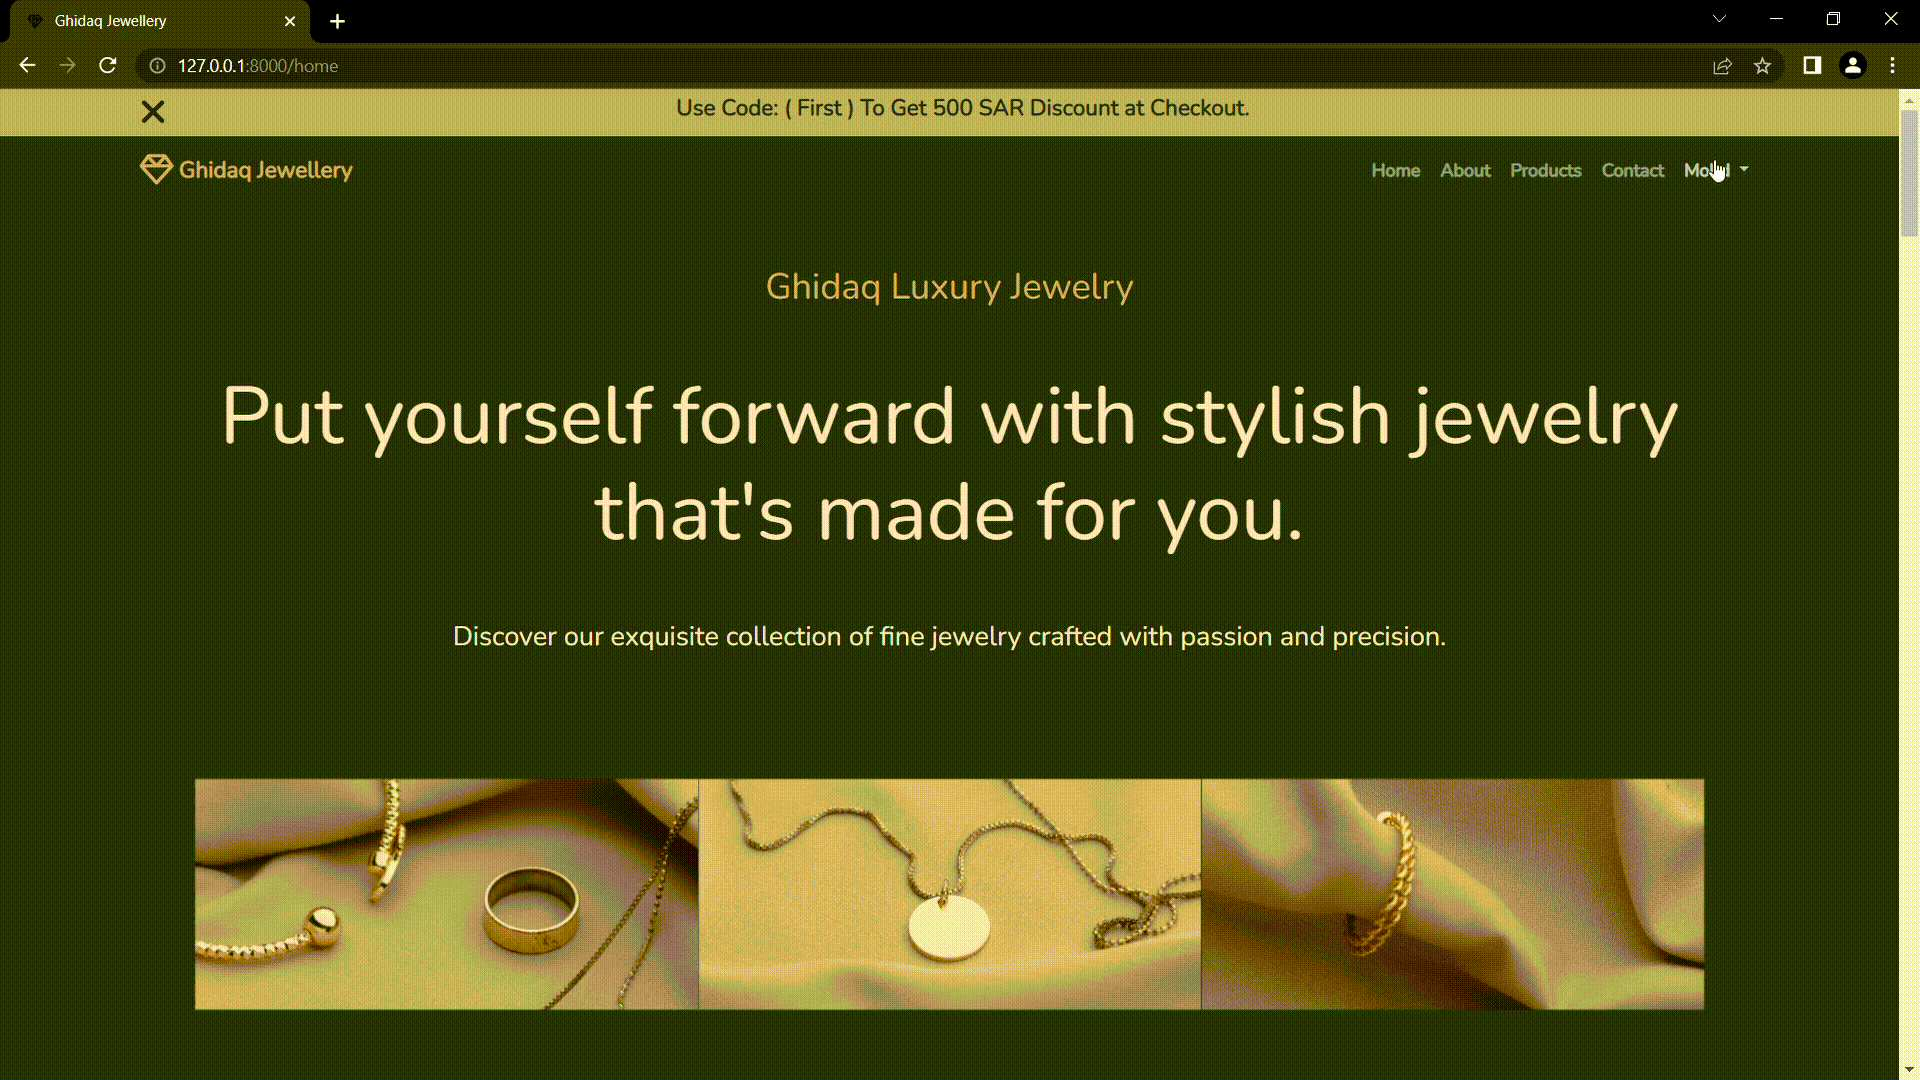 Ghidaq Jewellery
127.0.0.1:8000/home
Use Code: ( First ) To Get 500 SAR Discount at Checkout.
Ghidaq Jewellery
Home About Products Contact
Ghidaq Luxury Jewelry
Put yourself forward with stylish jewelry
that's made for you.
Discover our exquisite collection of fine jewelry crafted with passion and precision.